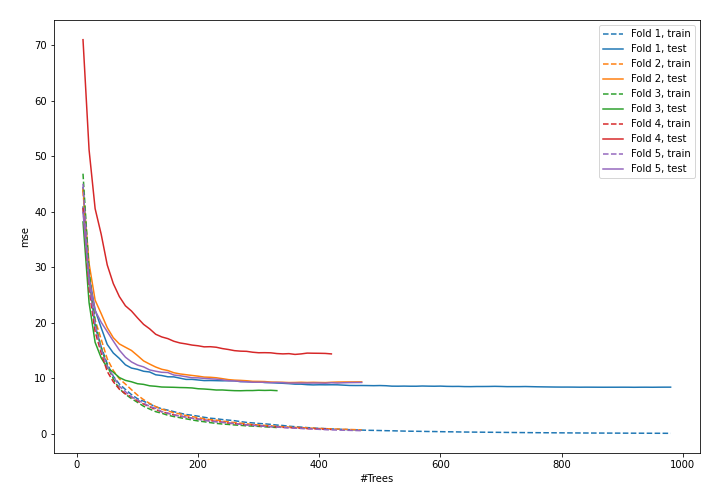 Fold 1, train
Fold 1, test
Fold 2, train
Fold 2, test
Fold 3, train
Fold 3, test
Fold 4, train
Fold 4, test
Fold 5, train
Fold 5, test
70
60
50
40
30
20
10
0
mse
0 200 400 600 800 1000
#Trees